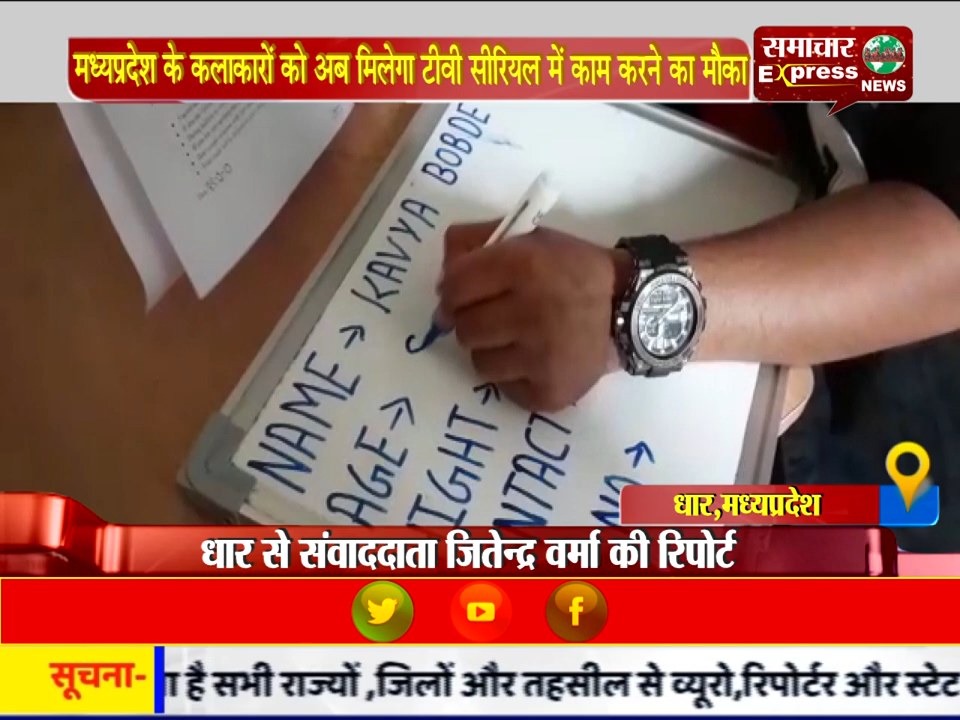 मध्यप्रदेश के कलाकारों को अब मिलेगा टीवी सीरियल में काम करने का मौका
समाचार
Express
NEWS
NAME → KAVYA BOBDE
AGE →
IGHT →
NTACT
NO →
धार,मध्यप्रदेश
धार से संवाददाता जितेन्द्र वर्मा की रिपोर्ट
सूचना- ा है सभी राज्यों ,जिलों और तहसील से व्यूरो,रिपोर्टर और स्टेट